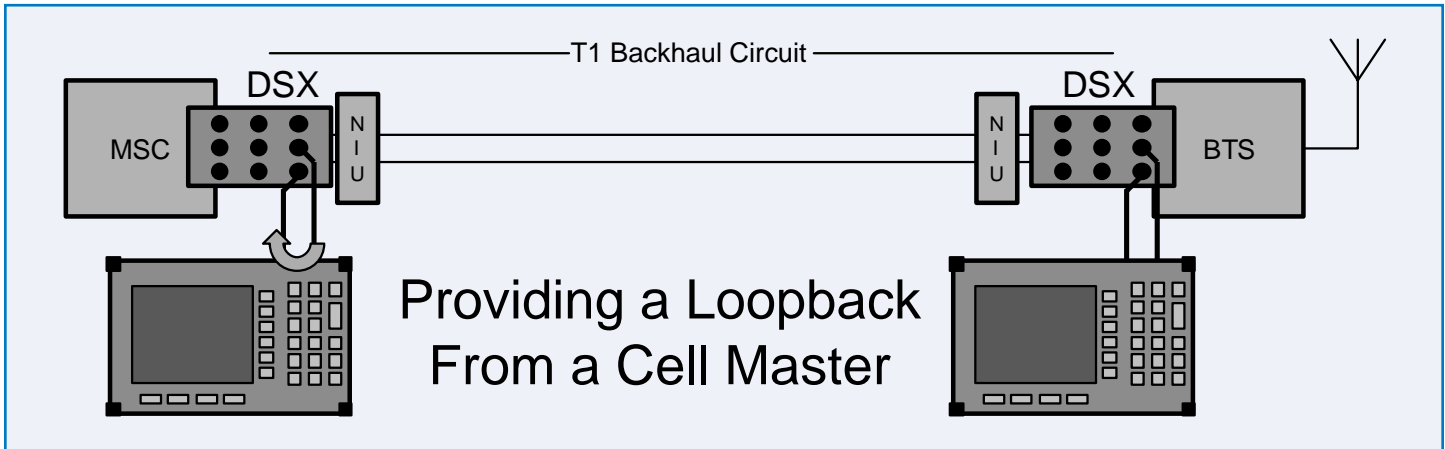 T1 Backhaul Circuit
DSX
DSX
MSC
N
I
U
N
I
U
BTS
Providing a Loopback
From a Cell Master